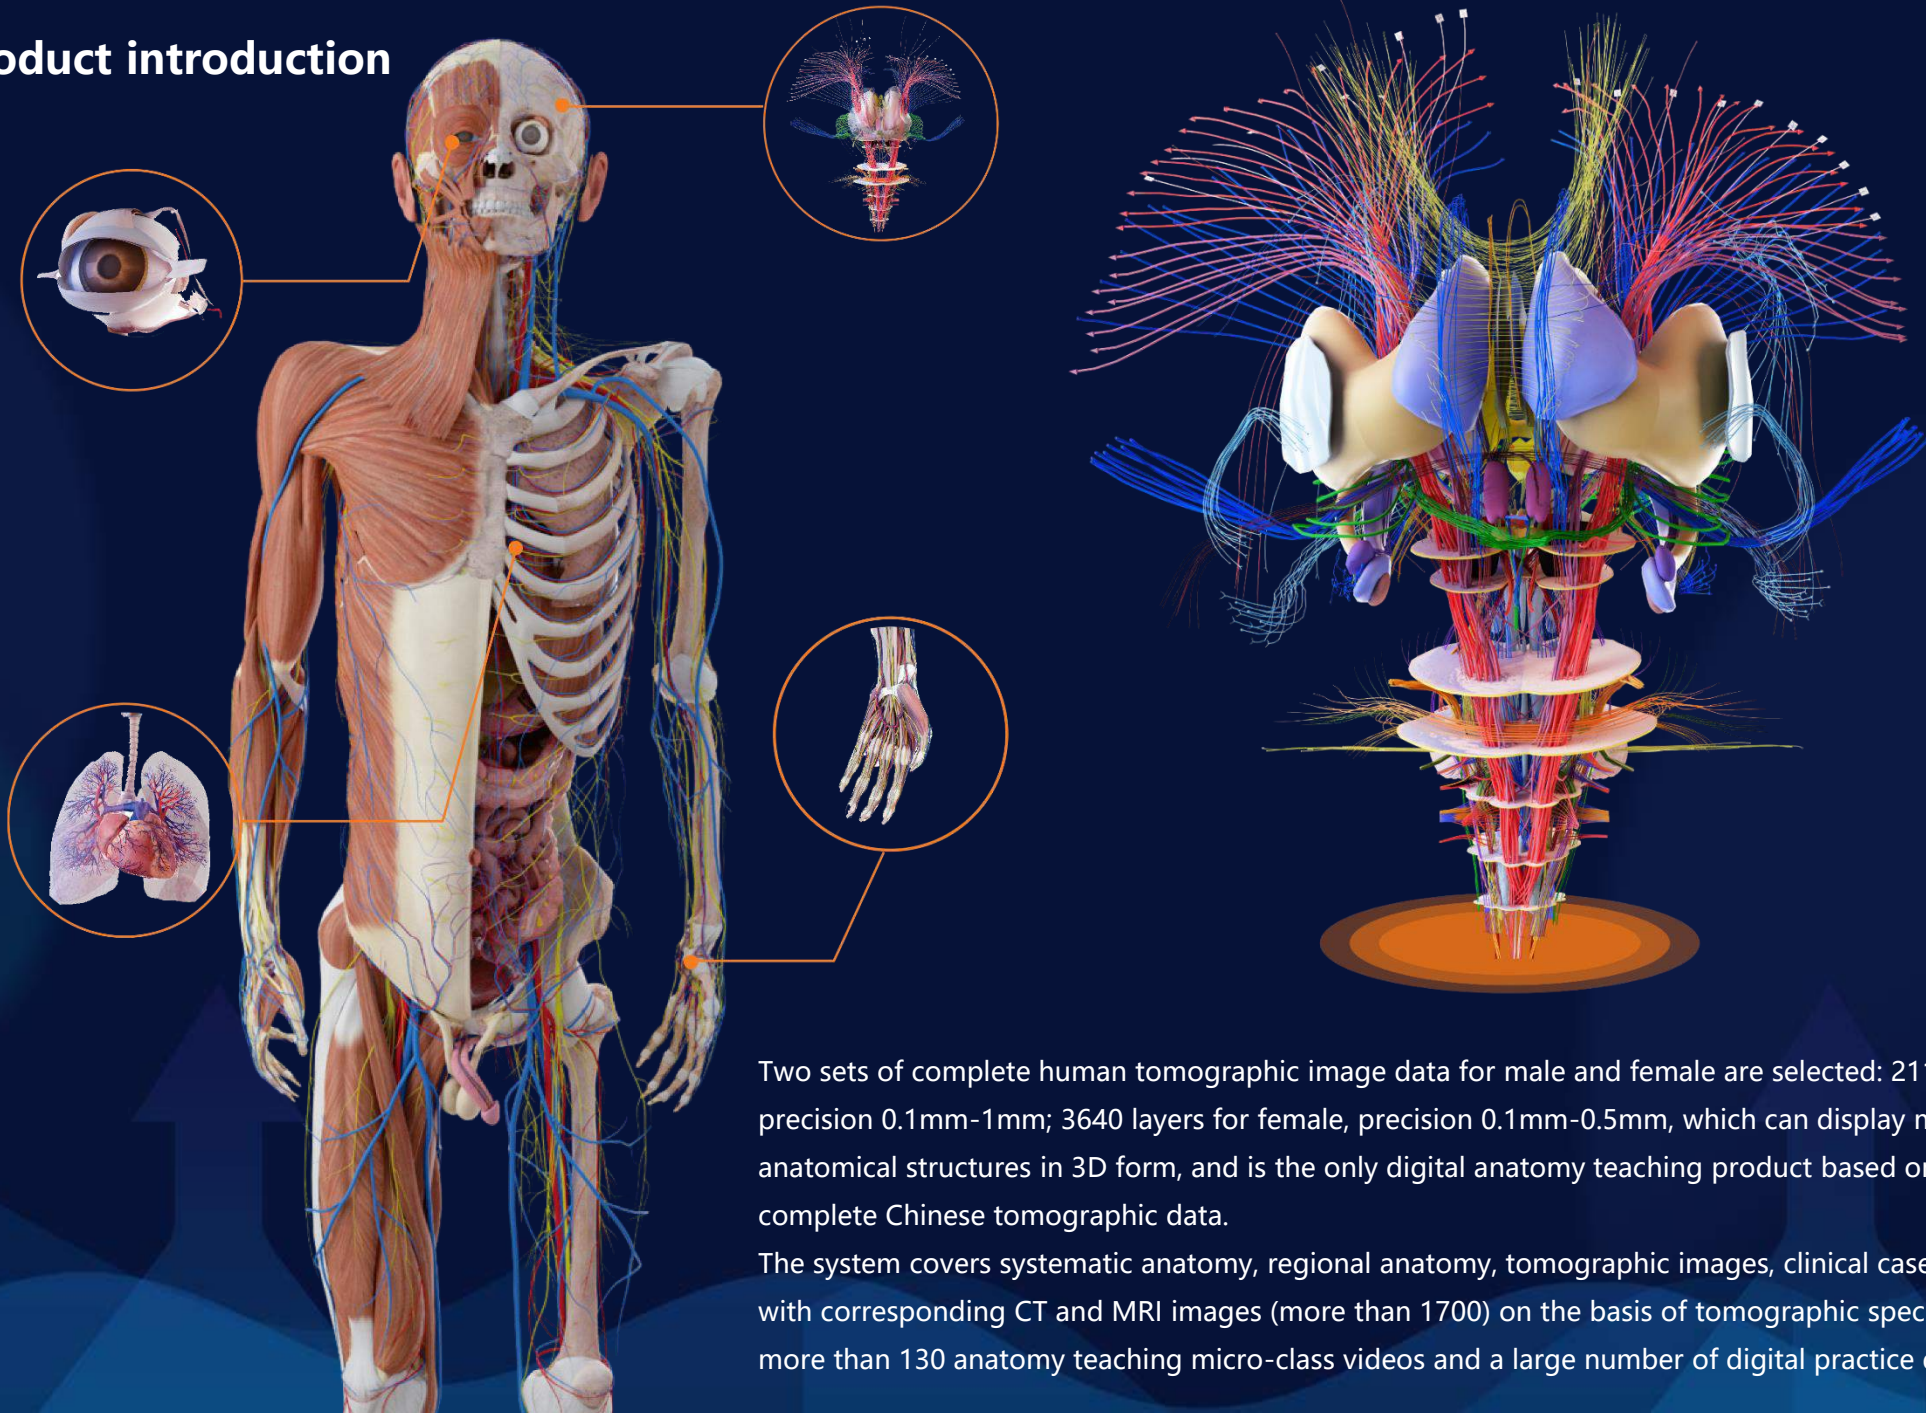 oduct introduction
Two sets of complete human tomographic image data for male and female are selected: 211
precision 0.1mm-1mm; 3640 layers for female, precision 0.1mm-0.5mm, which can display
anatomical structures in 3D form, and is the only digital anatomy teaching product based
complete Chinese tomographic data.
The system covers systematic anatomy, regional anatomy, tomographic images, clinical case
with corresponding CT and MRI images (more than 1700) on the basis of tomographic spec
more than 130 anatomy teaching micro-class videos and a large number of digital practice